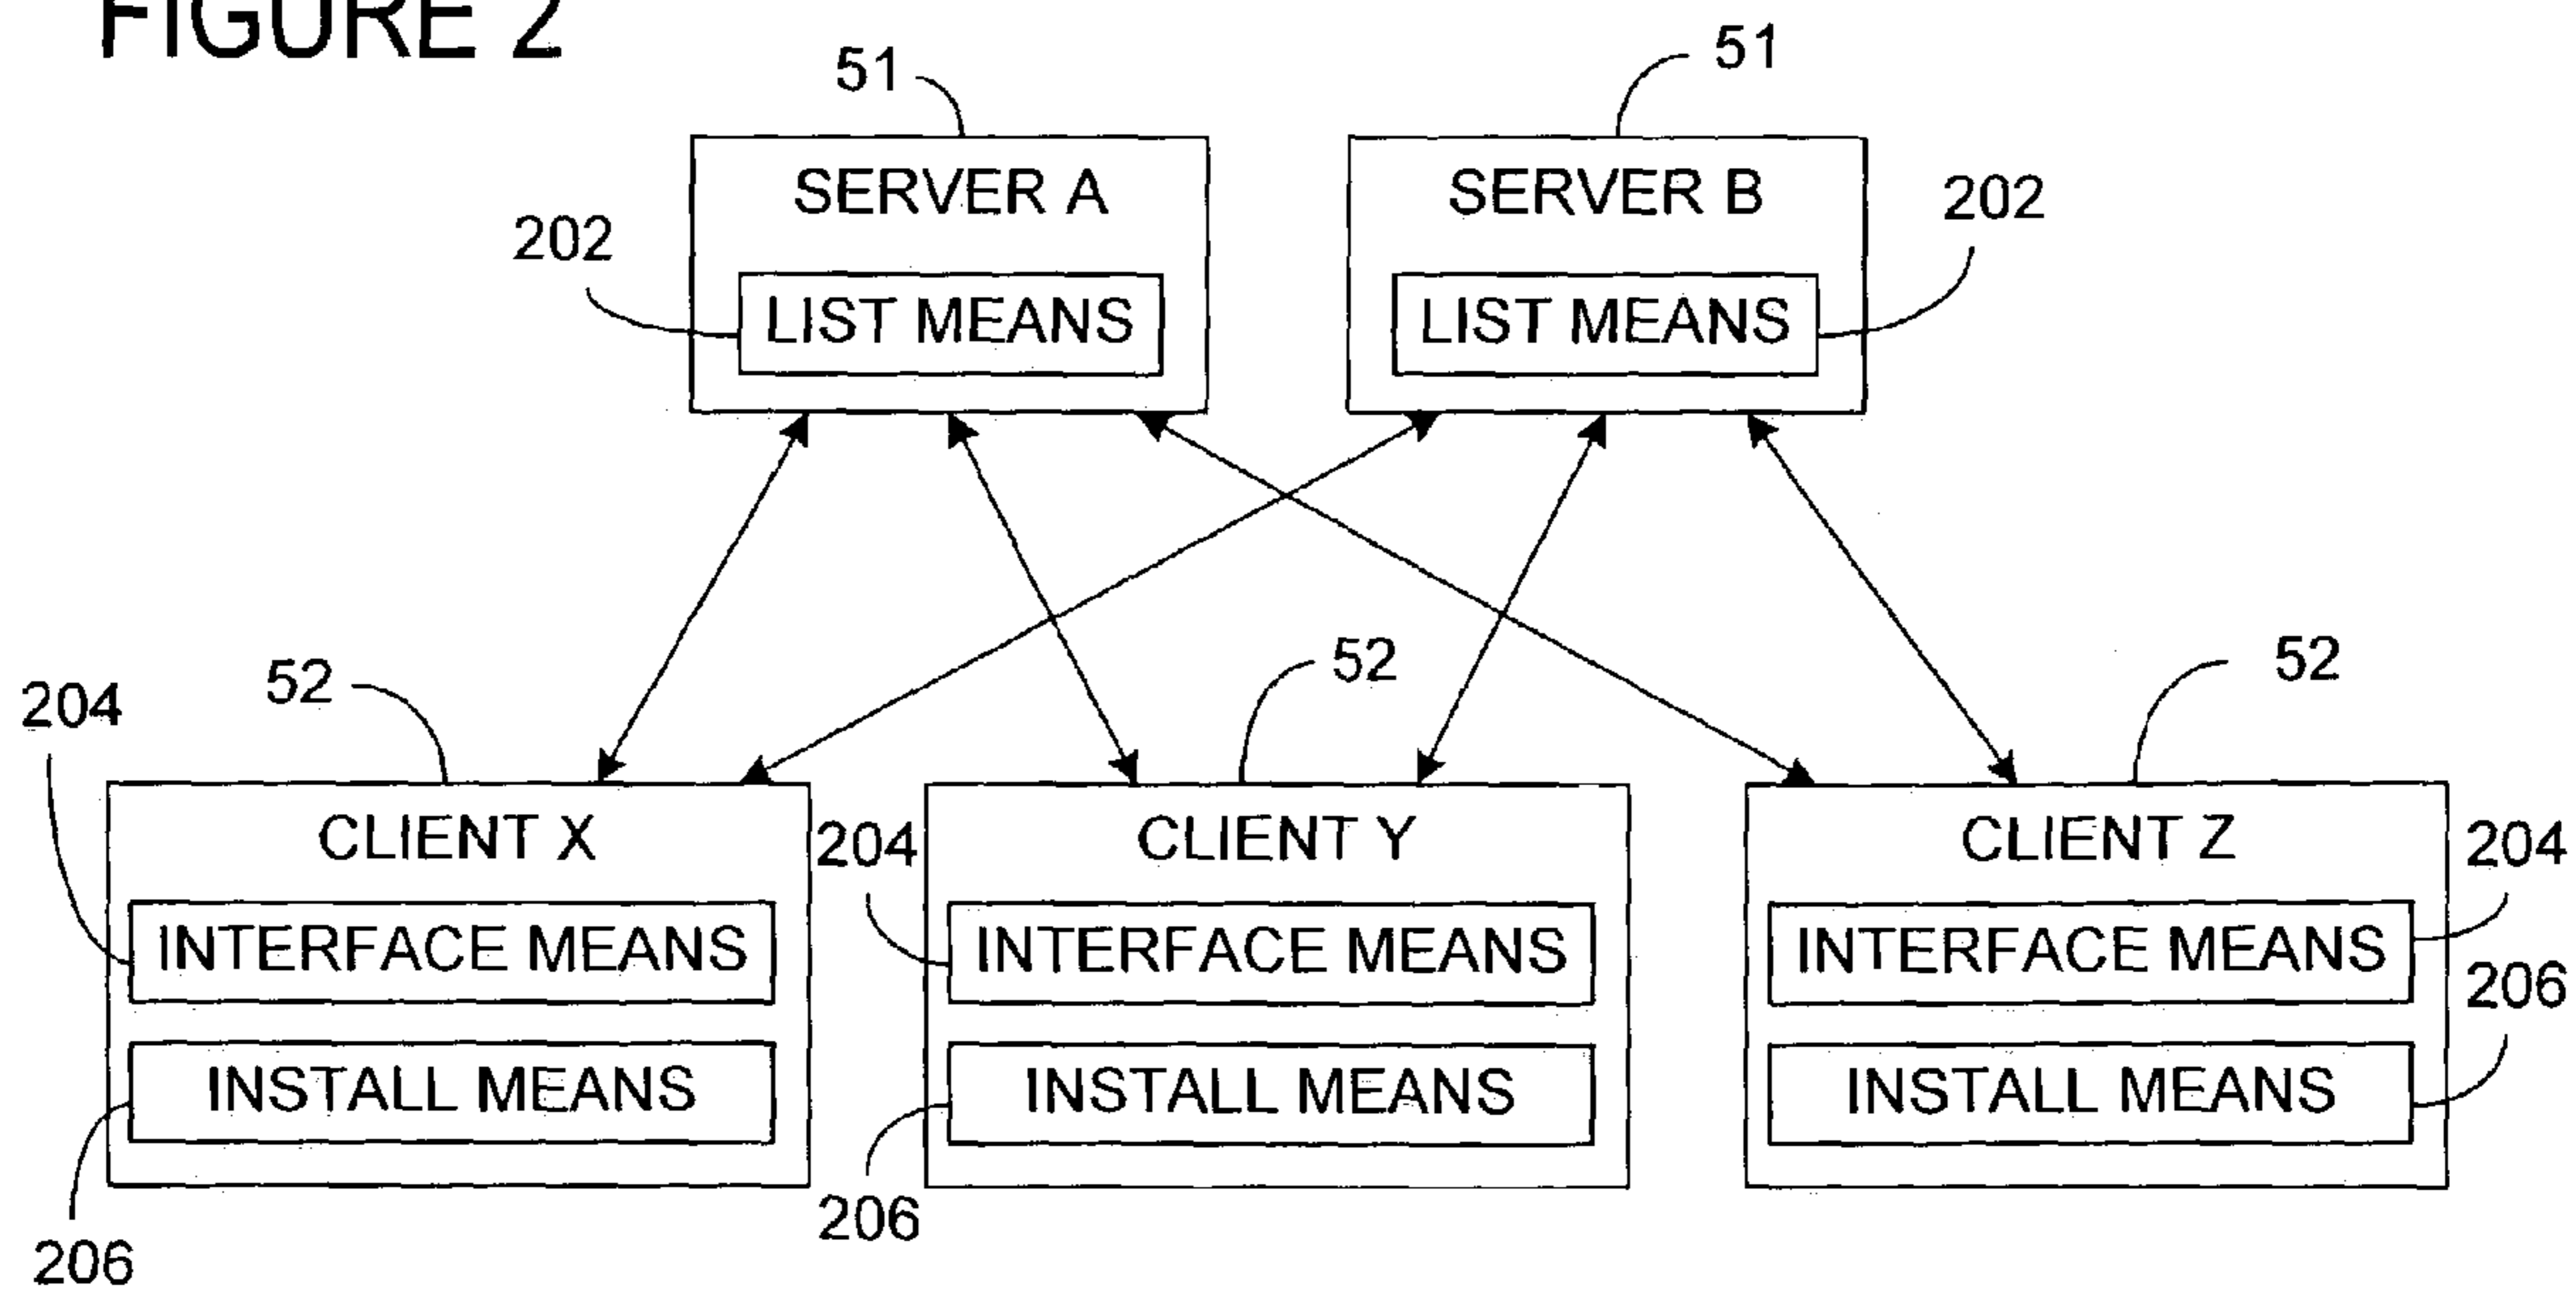 FIGURE 2
51
51
SERVER A
SERVER B
202
202
LIST MEANS
LIST MEANS
52
52
52
204
CLIENT X
CLIENT Y
CLIENT Z
204
204
INTERFACE MEANS
INTERFACE MEANS
INTERFACE MEANS
206
INSTALL MEANS
INSTALL MEANS
INSTALL MEANS
206
206